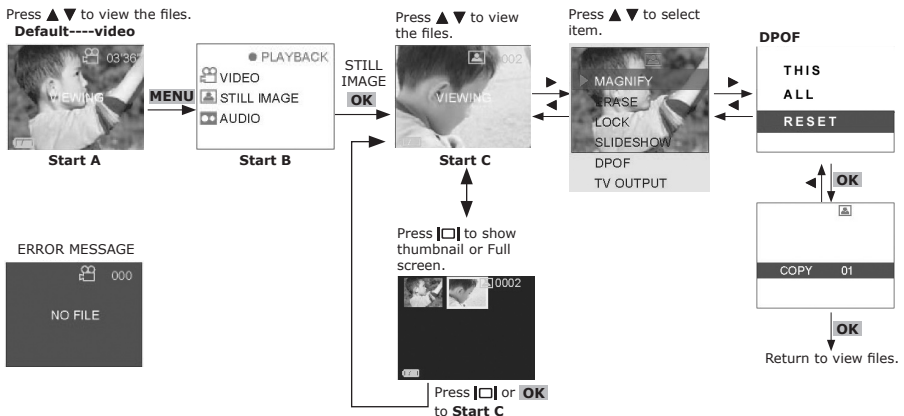 Press ▲ ▼ to view the files.
Default----video
03'36"
VIEWING
MENU
Start A
PLAYBACK
VIDEO
STILL IMAGE
AUDIO
Start B
STILL
IMAGE
OK
Press ▲ ▼ to view
the files.
0002
VIEWING
Start C
Press ▲ ▼ to select
item.
MAGNIFY
ERASE
LOCK
SLIDESHOW
DPOF
TV OUTPUT
DPOF
THIS
ALL
RESET
OK
COPY 01
OK
Return to view files.
ERROR MESSAGE
000
NO FILE
Press to show
thumbnail or Full
screen.
0002
Press or OK
to Start C